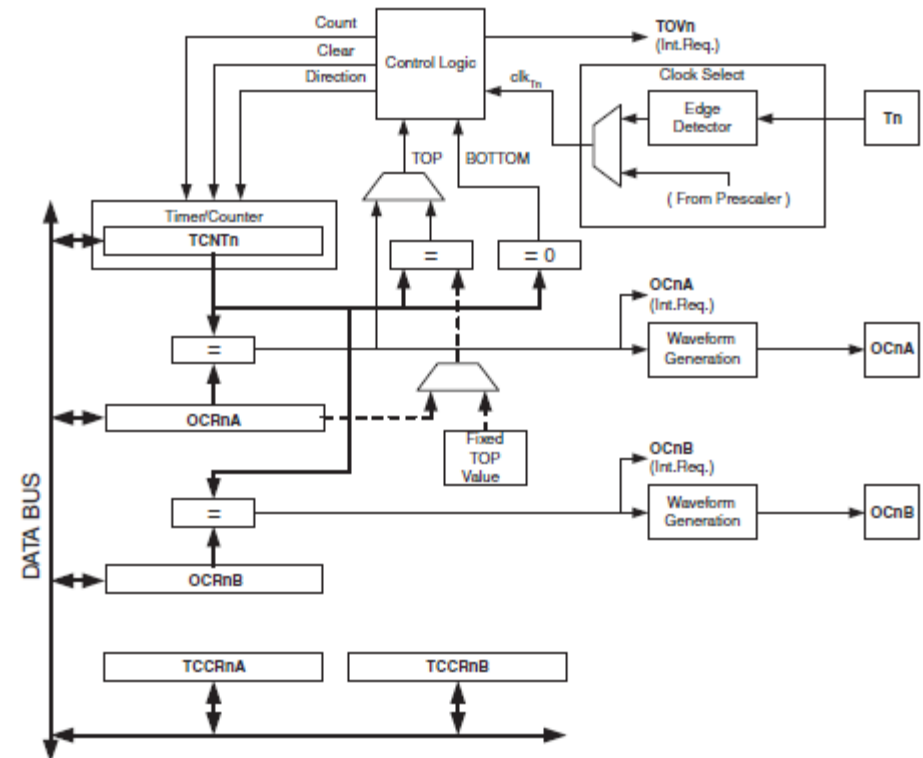 Count
Clear
Direction
Control Logic
TOVn
(Int.Req.)
clkTn
Clock Select
Edge
Detector
Tn
( From Prescaler )
TOP
BOTTOM
Timer/Counter
TCNTn
=
= 0
OCnA
(Int.Req.)
=
Waveform
Generation
OCnA
OCRnA
Fixed
TOP
Value
OCnB
(Int.Req.)
=
Waveform
Generation
OCnB
DATA BUS
OCRnB
TCCRnA
TCCRnB